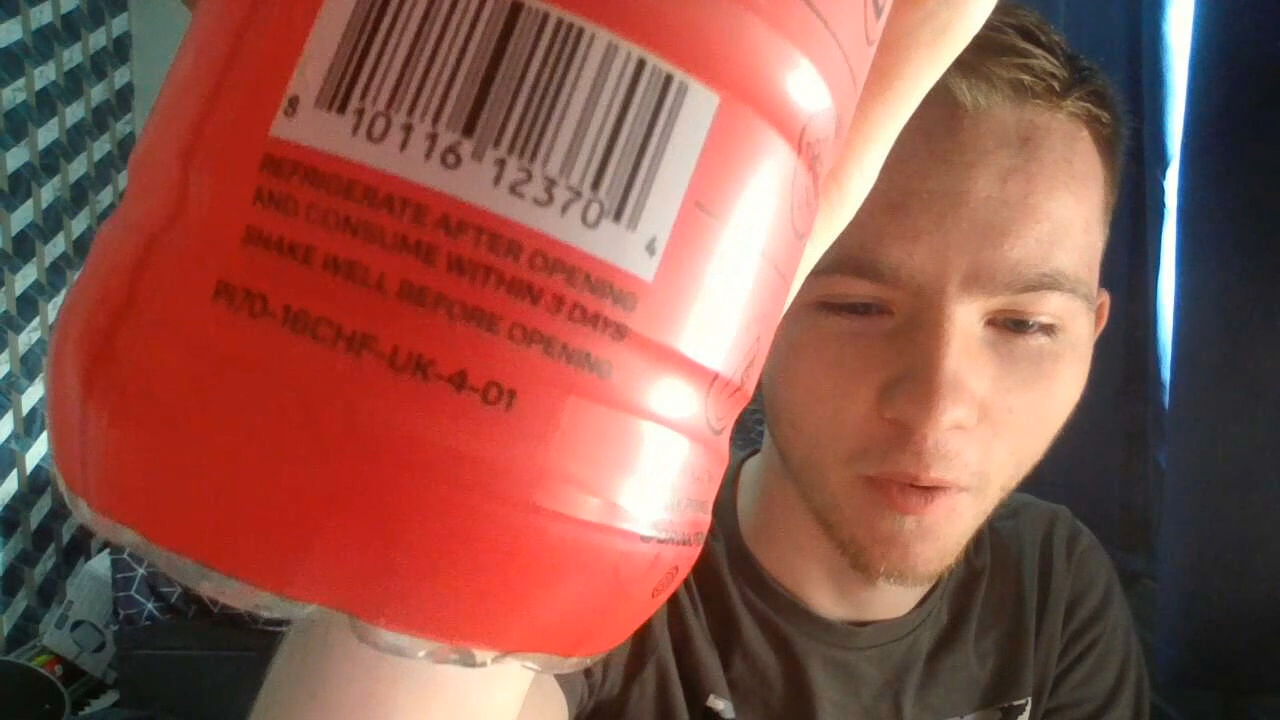 8 10116 12370 4
REFRIGERATE AFTER OPENING
AND CONSUME WITHIN 3 DAYS
SHAKE WELL BEFORE OPENING
PI70-16CHF-UK-4-01